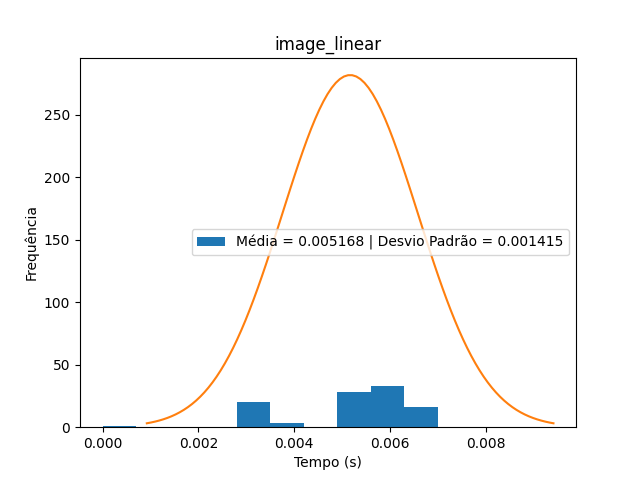 image_linear
Frequência
250
200
150
100
50
0
Média = 0.005168 | Desvio Padrão = 0.001415
0.000 0.002 0.004 0.006 0.008
Tempo (s)